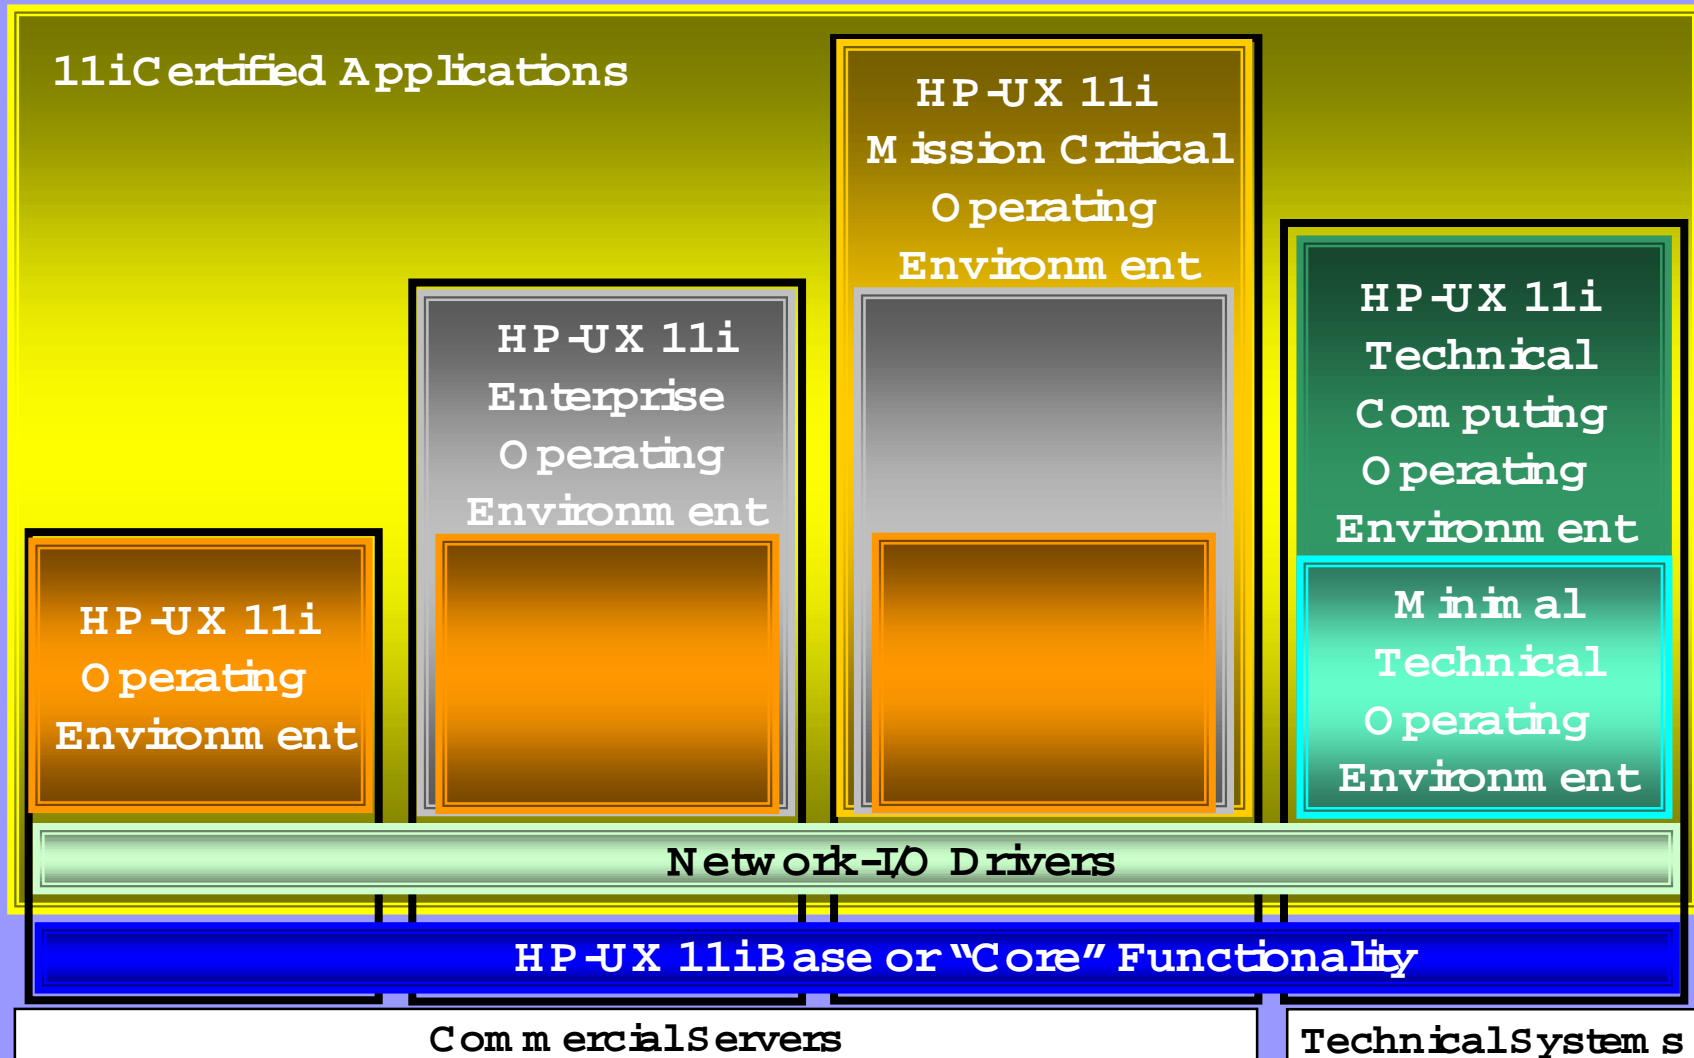 11i Certified Applications
HP-UX 11i
Mission Critical
Operating
Environment
HP-UX 11i
Enterprise
Operating
Environment
HP-UX 11i
Technical
Computing
Operating
Environment
HP-UX 11i
Operating
Environment
Minimal
Technical
Operating
Environment
Network-I/O Drivers
HP-UX 11i Base or “Core” Functionality
Commercial Servers
Technical Systems